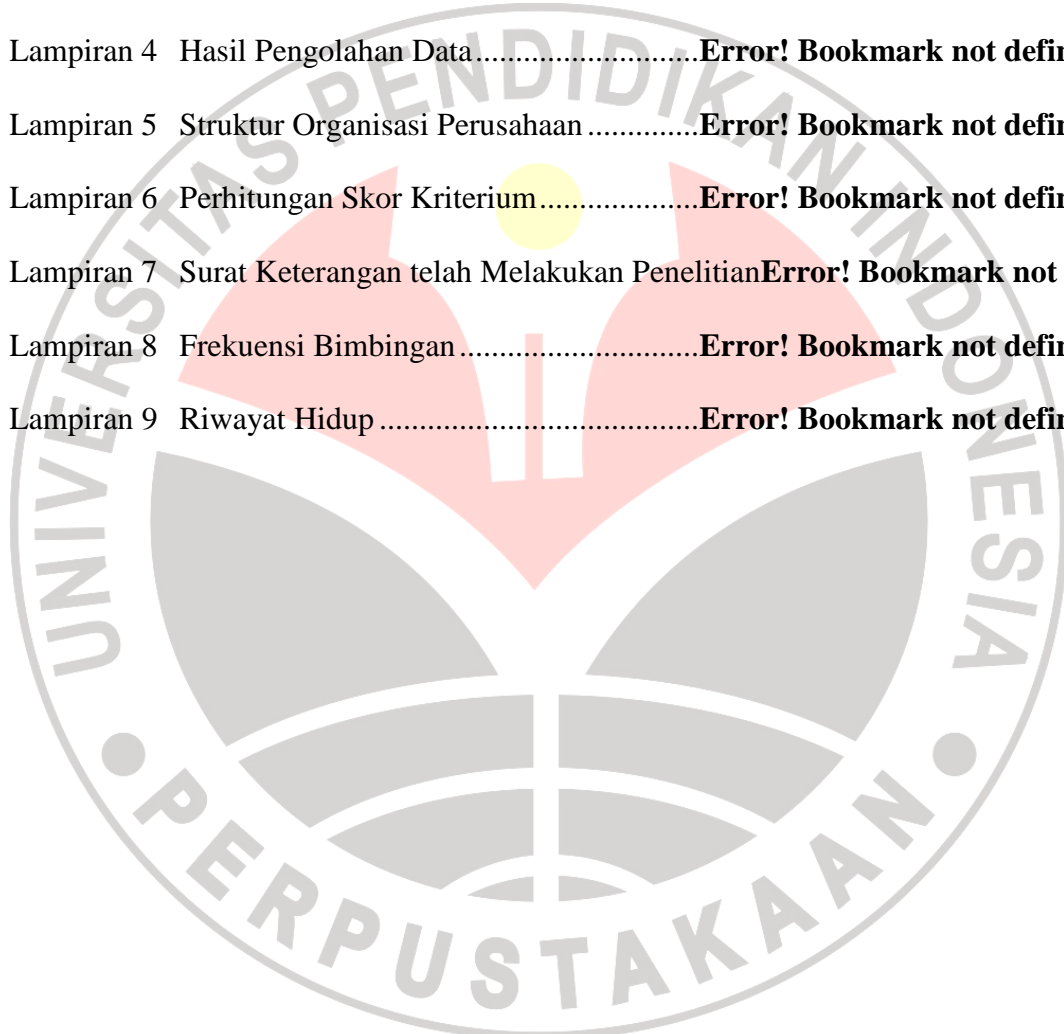 Lampiran 4 Hasil Pengolahan Data...........................Error! Bookmark not defin
Lampiran 5 Struktur Organisasi Perusahaan ..............Error! Bookmark not defin
Lampiran 6 Perhitungan Skor Kriterium....................Error! Bookmark not defin
Lampiran 7 Surat Keterangan telah Melakukan PenelitianError! Bookmark not
Lampiran 8 Frekuensi Bimbingan ..............................Error! Bookmark not defin
Lampiran 9 Riwayat Hidup ........................................Error! Bookmark not defin
UNIVERSITAS PENDIDIKAN INDONESIA
PERPUSTAKAAN